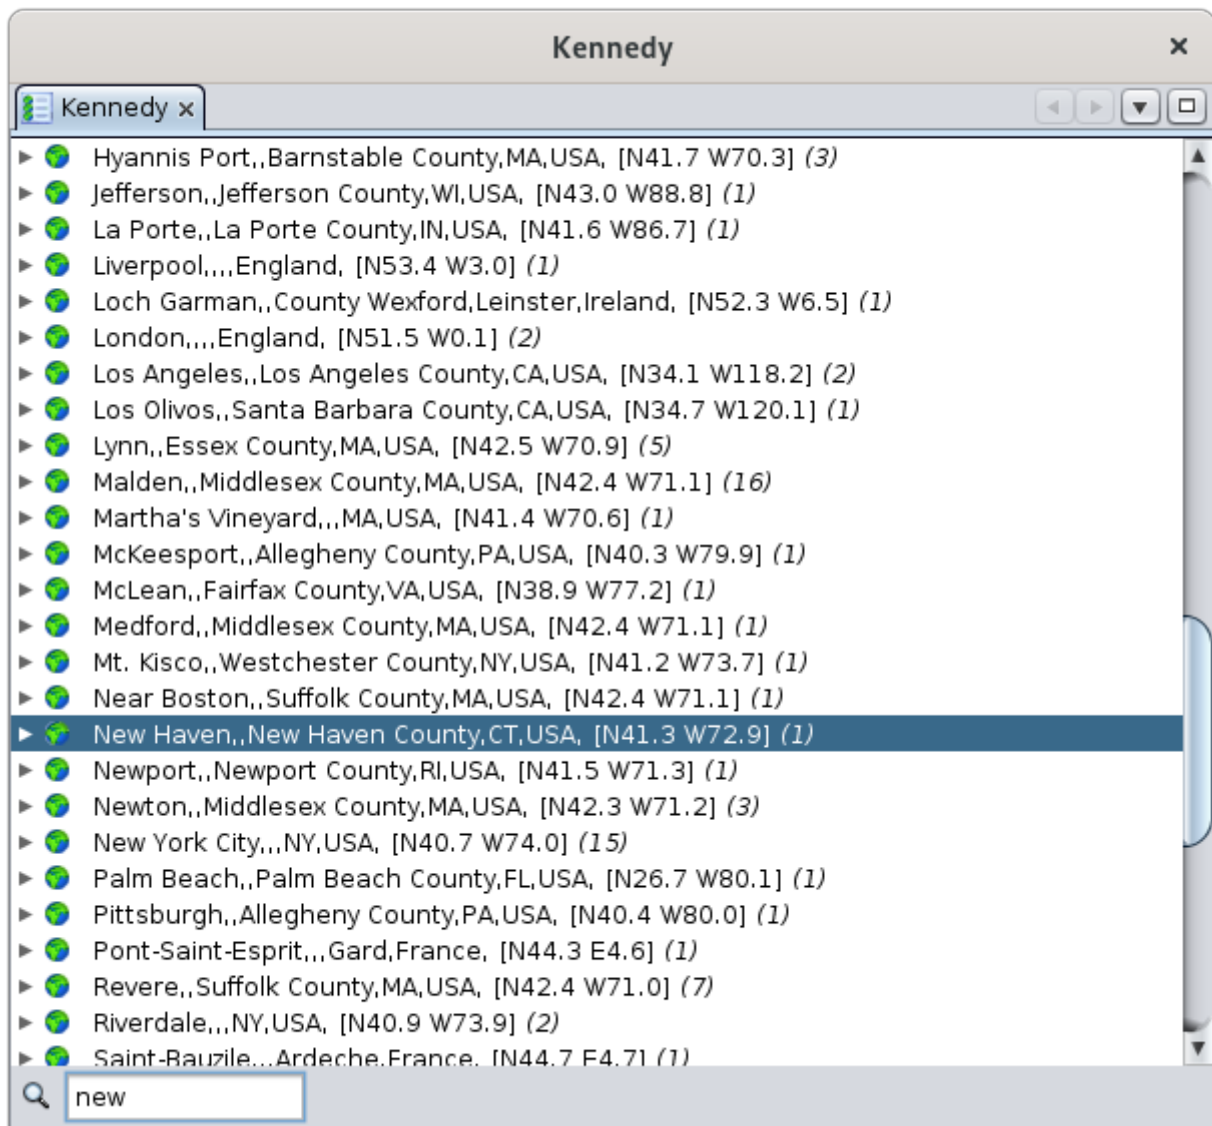 Kennedy
Kennedy
Hyannis Port,,Barnstable County,MA,USA, [N41.7 W70.3] (3)
Jefferson,,Jefferson County,WI,USA, [N43.0 W88.8] (1)
La Porte,,La Porte County,IN,USA, [N41.6 W86.7] (1)
Liverpool,,,,England, [N53.4 W3.0] (1)
Loch Garman,,County Wexford,Leinster,Ireland, [N52.3 W6.5] (1)
London,,,,England, [N51.5 W0.1] (2)
Los Angeles,,Los Angeles County,CA,USA, [N34.1 W118.2] (2)
Los Olivos,,Santa Barbara County,CA,USA, [N34.7 W120.1] (1)
Lynn,,Essex County,MA,USA, [N42.5 W70.9] (5)
Malden,,Middlesex County,MA,USA, [N42.4 W71.1] (16)
Martha's Vineyard,,,MA,USA, [N41.4 W70.6] (1)
McKeesport,,Allegheny County,PA,USA, [N40.3 W79.9] (1)
McLean,,Fairfax County,VA,USA, [N38.9 W77.2] (1)
Medford,,Middlesex County,MA,USA, [N42.4 W71.1] (1)
Mt. Kisco,,Westchester County,NY,USA, [N41.2 W73.7] (1)
Near Boston,,Suffolk County,MA,USA, [N42.4 W71.1] (1)
New Haven,,New Haven County,CT,USA, [N41.3 W72.9] (1)
Newport,,Newport County,RI,USA, [N41.5 W71.3] (1)
Newton,,Middlesex County,MA,USA, [N42.3 W71.2] (3)
New York City,,,NY,USA, [N40.7 W74.0] (15)
Palm Beach,,Palm Beach County,FL,USA, [N26.7 W80.1] (1)
Pittsburgh,,Allegheny County,PA,USA, [N40.4 W80.0] (1)
Pont-Saint-Esprit,,,Gard,France, [N44.3 E4.6] (1)
Revere,,Suffolk County,MA,USA, [N42.4 W71.0] (7)
Riverdale,,,NY,USA, [N40.9 W73.9] (2)
Saint-Bauzile,,,Ardeche,France, [N44.7 E4.7] (1)
new